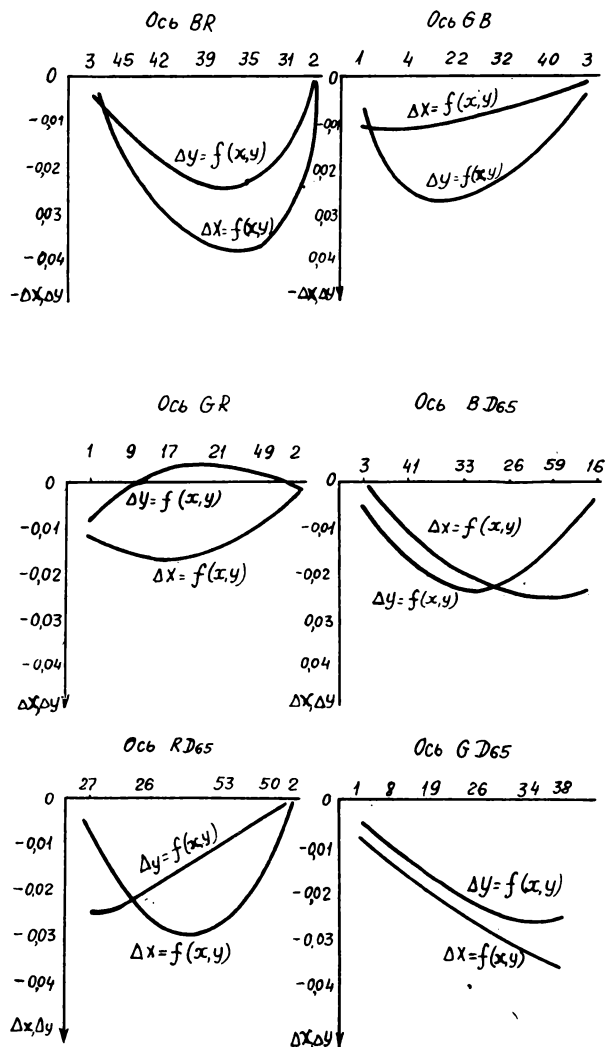 Ось BR
3 45 42 39 35 31 2
0
-0,01
-0,02
0,03
-0,04
-ΔX,Δy
Δy=f(x,y)
ΔX=f(x,y)
Ось GB
1 4 22 32 40 3
0
-0,01
0,02
0,03
0,04
-ΔX,Δy
ΔX=f(x,y)
Δy=f(x,y)
Ось GR
1 9 17 21 49 2
0
-0,01
-0,02
-0,03
-0,04
ΔX,Δy
Δy=f(x,y)
ΔX=f(x,y)
Ось BD65
3 41 33 26 59 16
0
-0,01
-0,02
0,03
0,04
ΔX,Δy
ΔX=f(x,y)
Δy=f(x,y)
Ось RD65
27 26 53 50 2
0
-0,01
-0,02
-0,03
-0,04
Δx,Δy
Δy=f(x,y)
ΔX=f(x,y)
Ось GD65
1 8 19 26 34 38
0
-0,01
-0,02
-0,03
-0,04
ΔX,Δy
Δy=f(x,y)
ΔX=f(x,y)